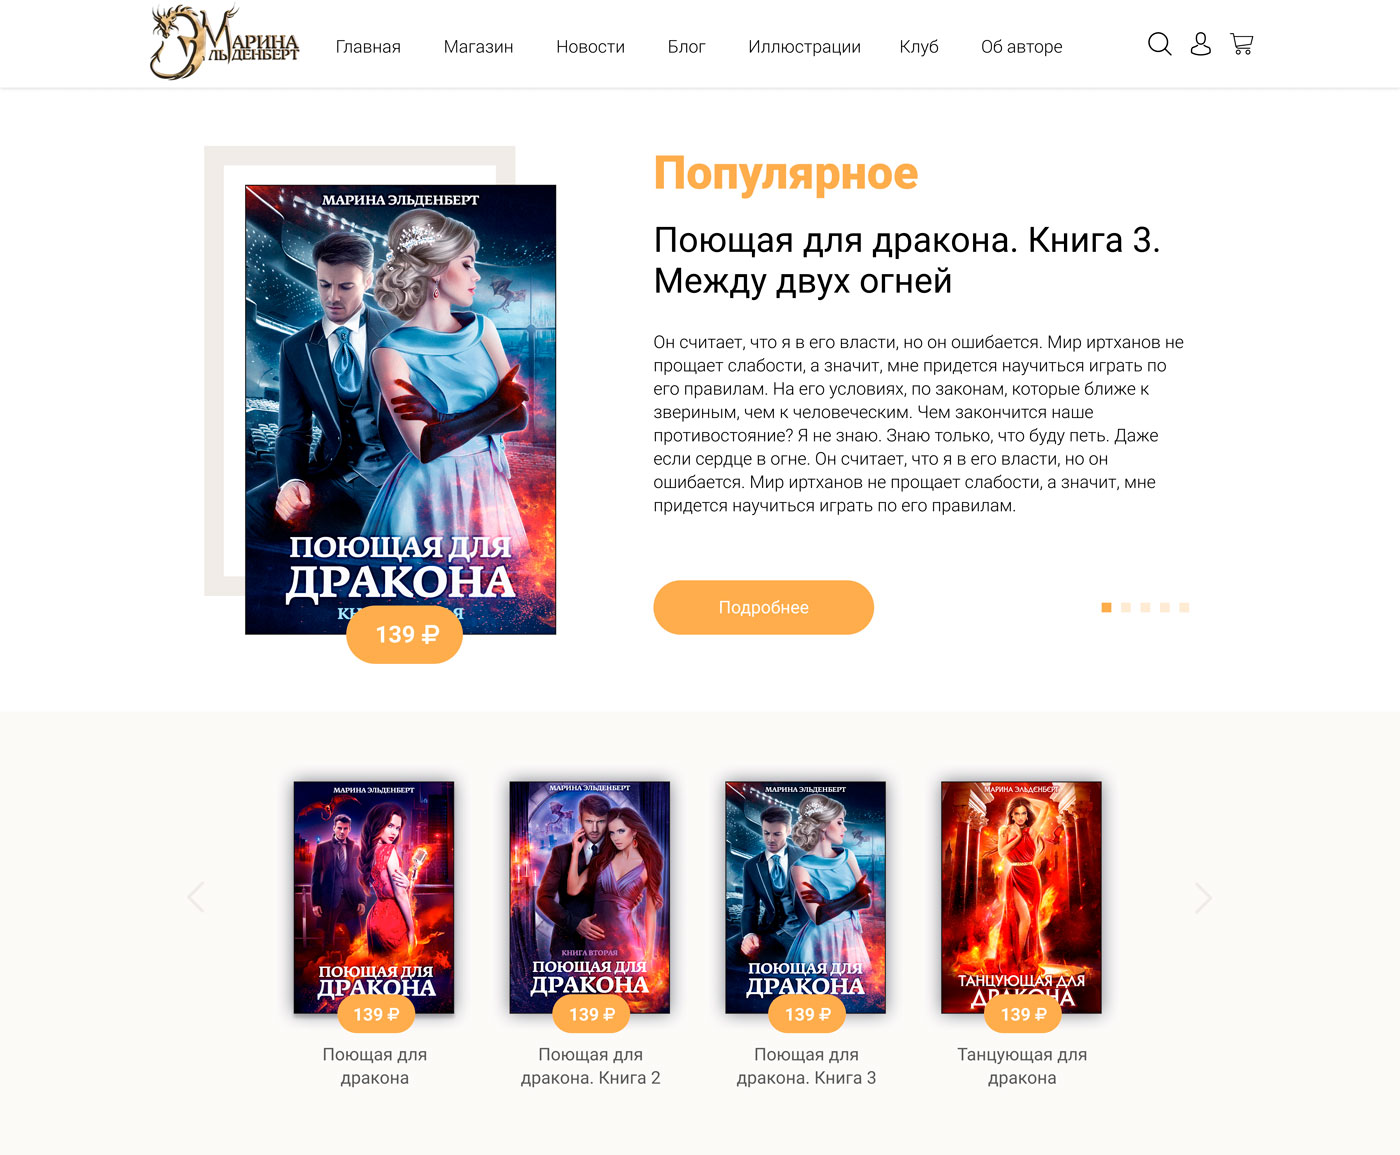 Марина
Эльденберт
Главная
Магазин
Новости
Блог
Иллюстрации
Клуб
Об авторе
МАРИНА ЭЛЬДЕНБЕРТ
ПОЮЩАЯ ДЛЯ
ДРАКОНА
139 ₽
Популярное
Поющая для дракона. Книга 3.
Между двух огней
Он считает, что я в его власти, но он ошибается. Мир иртханов не
прощает слабости, а значит, мне придется научиться играть по
его правилам. На его условиях, по законам, которые ближе к
звериным, чем к человеческим. Чем закончится наше
противостояние? Я не знаю. Знаю только, что буду петь. Даже
если сердце в огне. Он считает, что я в его власти, но он
ошибается. Мир иртханов не прощает слабости, а значит, мне
придется научиться играть по его правилам.
Подробнее
МАРИНА ЭЛЬДЕНБЕРТ
ПОЮЩАЯ ДЛЯ
ДРАКОНА
139 ₽
Поющая для
дракона
МАРИНА ЭЛЬДЕНБЕРТ
КНИГА ВТОРАЯ
ПОЮЩАЯ ДЛЯ
ДРАКОНА
139 ₽
Поющая для
дракона. Книга 2
МАРИНА ЭЛЬДЕНБЕРТ
ПОЮЩАЯ ДЛЯ
ДРАКОНА
139 ₽
Поющая для
дракона. Книга 3
МАРИНА ЭЛЬДЕНБЕРТ
ТАНЦУЮЩАЯ ДЛЯ
ДРАКОНА
139 ₽
Танцующая для
дракона